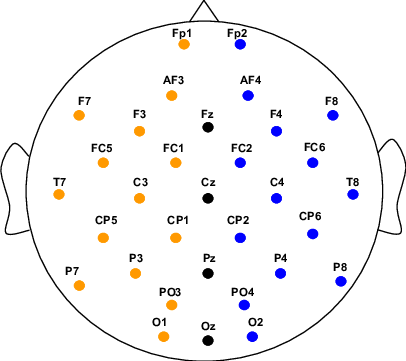 Fp1 Fp2
AF3 AF4
F7 F3 Fz F4 F8
FC5 FC1 FC2 FC6
T7 C3 Cz C4 T8
CP5 CP1 CP2 CP6
P7 P3 Pz P4 P8
PO3 PO4
O1 Oz O2